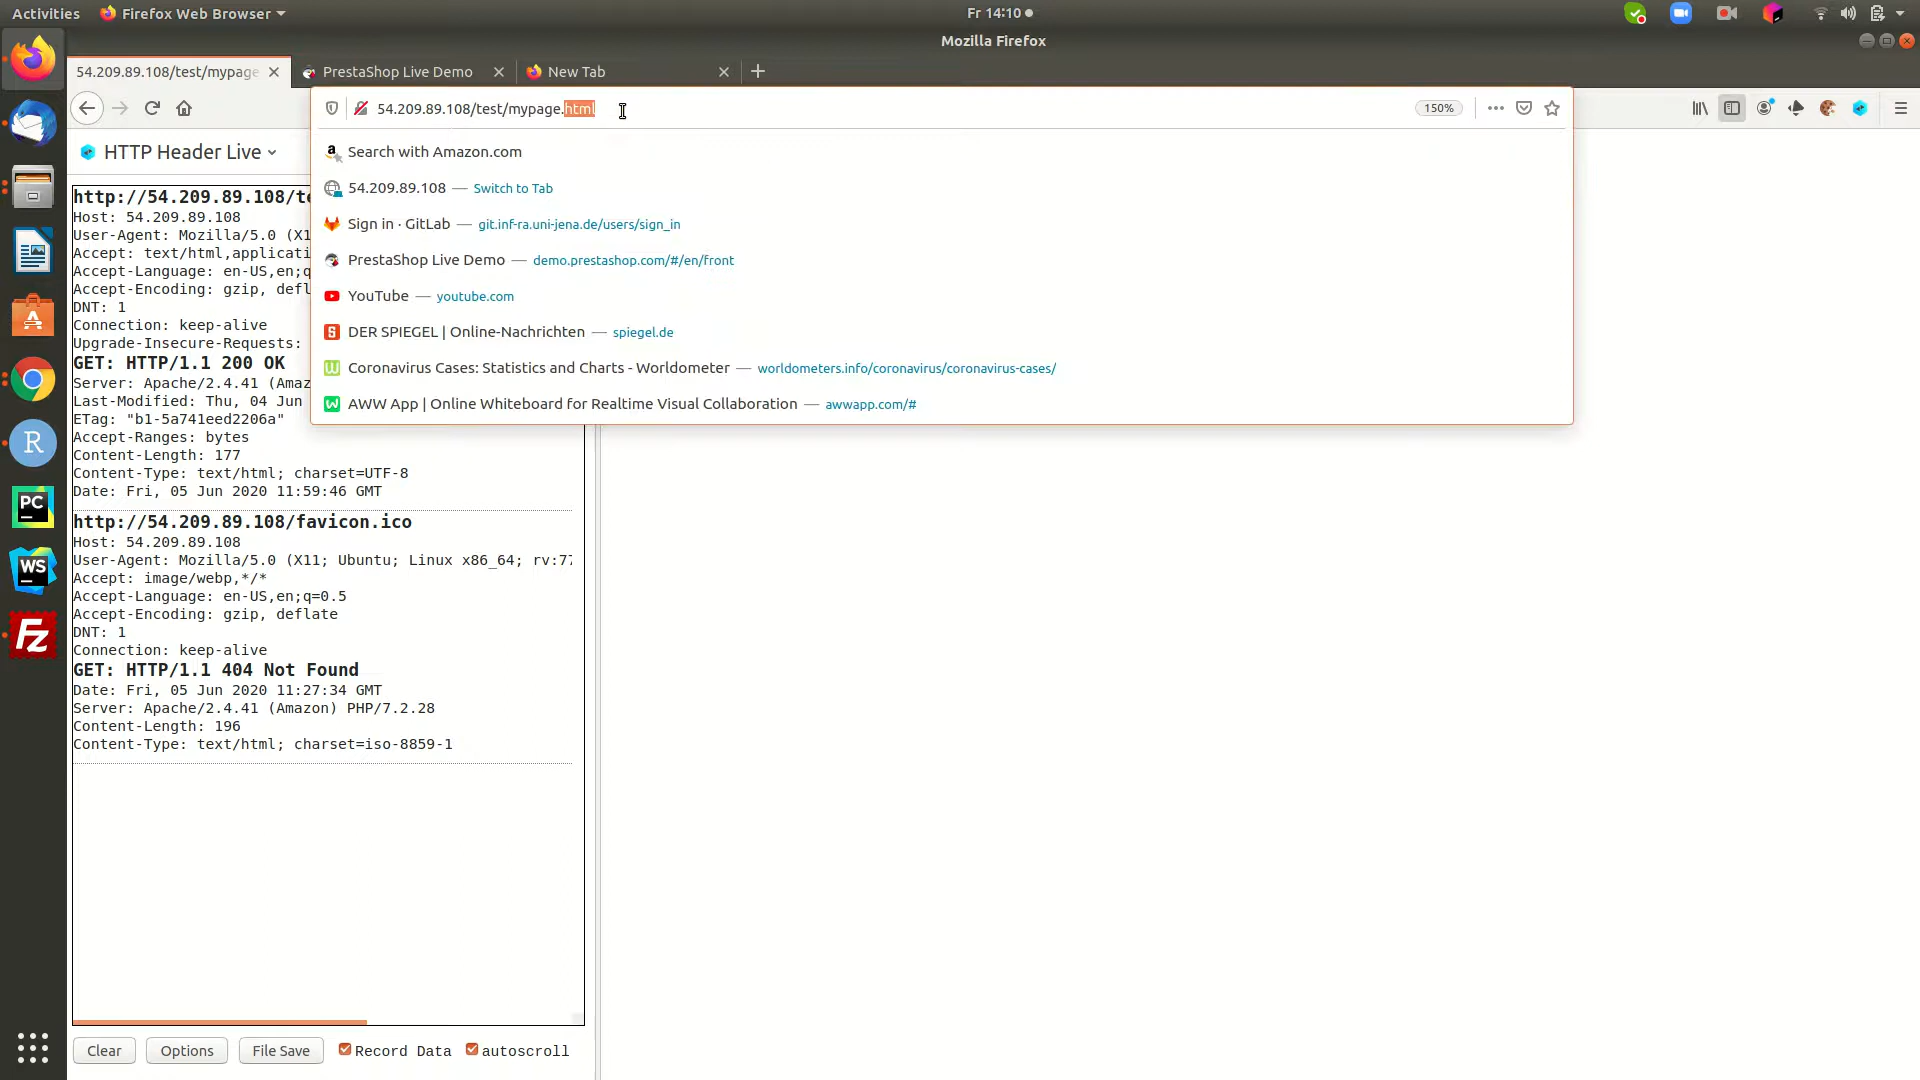 Activities Firefox Web Browser Fr 14:10
Mozilla Firefox
54.209.89.108/test/mypage PrestaShop Live Demo New Tab
54.209.89.108/test/mypage.html 150%
HTTP Header Live
Search with Amazon.com
54.209.89.108 — Switch to Tab
Sign in · GitLab — git.inf-ra.uni-jena.de/users/sign_in
PrestaShop Live Demo — demo.prestashop.com/#/en/front
YouTube — youtube.com
DER SPIEGEL | Online-Nachrichten — spiegel.de
Coronavirus Cases: Statistics and Charts - Worldometer — worldometers.info/coronavirus/coronavirus-cases/
AWW App | Online Whiteboard for Realtime Visual Collaboration — awwapp.com/#
http://54.209.89.108/te
Host: 54.209.89.108
User-Agent: Mozilla/5.0 (X1
Accept: text/html,applicati
Accept-Language: en-US,en;q
Accept-Encoding: gzip, defl
DNT: 1
Connection: keep-alive
Upgrade-Insecure-Requests:
GET: HTTP/1.1 200 OK
Server: Apache/2.4.41 (Amaz
Last-Modified: Thu, 04 Jun
ETag: "b1-5a741eed2206a"
Accept-Ranges: bytes
Content-Length: 177
Content-Type: text/html; charset=UTF-8
Date: Fri, 05 Jun 2020 11:59:46 GMT
http://54.209.89.108/favicon.ico
Host: 54.209.89.108
User-Agent: Mozilla/5.0 (X11; Ubuntu; Linux x86_64; rv:77
Accept: image/webp,*/*
Accept-Language: en-US,en;q=0.5
Accept-Encoding: gzip, deflate
DNT: 1
Connection: keep-alive
GET: HTTP/1.1 404 Not Found
Date: Fri, 05 Jun 2020 11:27:34 GMT
Server: Apache/2.4.41 (Amazon) PHP/7.2.28
Content-Length: 196
Content-Type: text/html; charset=iso-8859-1
Clear Options File Save Record Data autoscroll
R
PC
WS
Fz